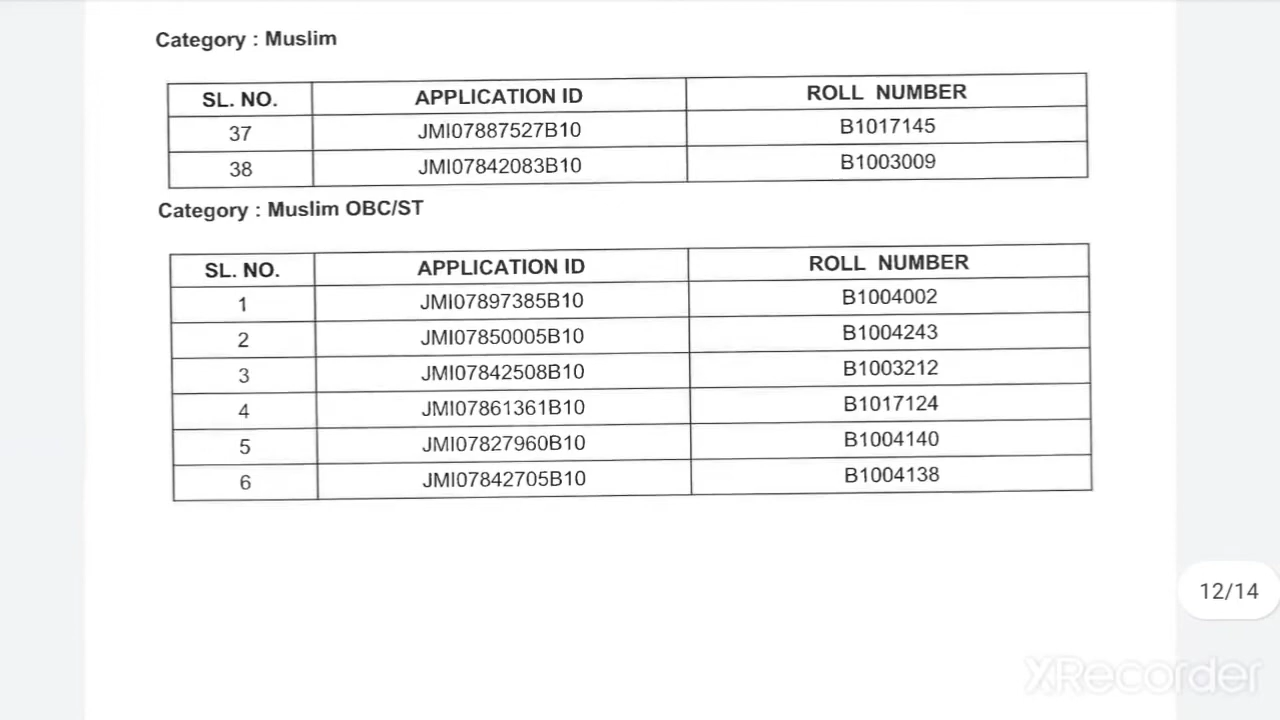 Category : Muslim
SL. NO. APPLICATION ID ROLL NUMBER
37 JMI07887527B10 B1017145
38 JMI07842083B10 B1003009
Category : Muslim OBC/ST
SL. NO. APPLICATION ID ROLL NUMBER
1 JMI07897385B10 B1004002
2 JMI07850005B10 B1004243
3 JMI07842508B10 B1003212
4 JMI07861361B10 B1017124
5 JMI07827960B10 B1004140
6 JMI07842705B10 B1004138
12/14
XRecorder